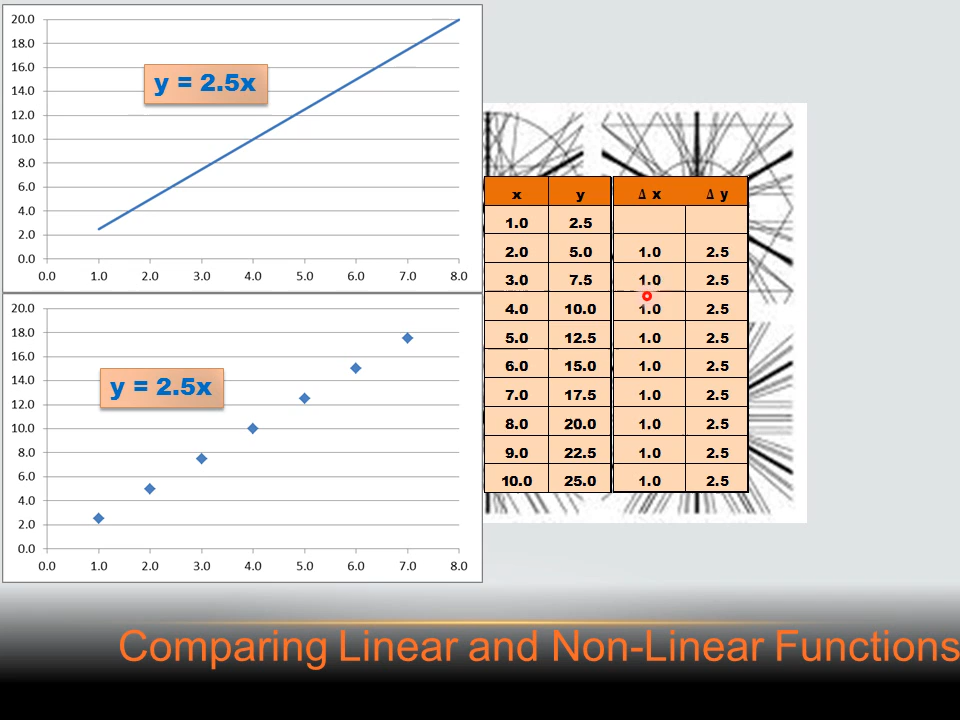 20.0
18.0
16.0
14.0
12.0
10.0
8.0
6.0
4.0
2.0
0.0
0.0 1.0 2.0 3.0 4.0 5.0 6.0 7.0 8.0
y = 2.5x
20.0
18.0
16.0
14.0
12.0
10.0
8.0
6.0
4.0
2.0
0.0
0.0 1.0 2.0 3.0 4.0 5.0 6.0 7.0 8.0
y = 2.5x
x y Δ x Δ y
1.0 2.5
2.0 5.0 1.0 2.5
3.0 7.5 1.0 2.5
4.0 10.0 1.0 2.5
5.0 12.5 1.0 2.5
6.0 15.0 1.0 2.5
7.0 17.5 1.0 2.5
8.0 20.0 1.0 2.5
9.0 22.5 1.0 2.5
10.0 25.0 1.0 2.5
Comparing Linear and Non-Linear Functions